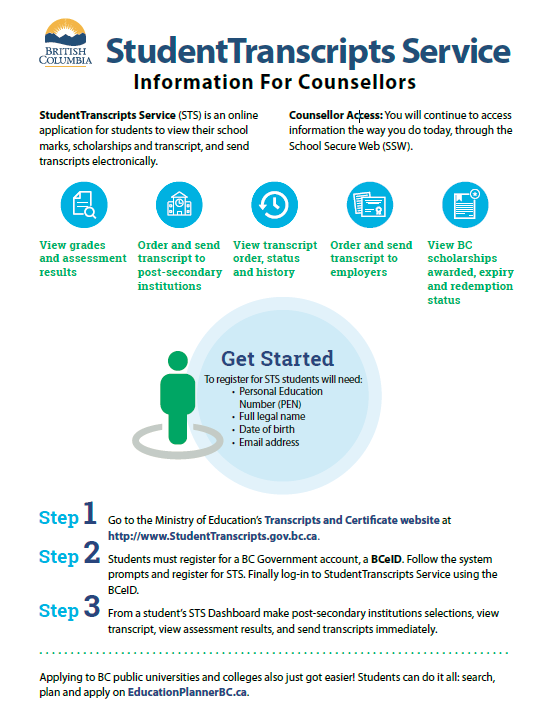 BRITISH
COLUMBIA
StudentTranscripts Service
Information For Counsellors
StudentTranscripts Service (STS) is an online
application for students to view their school
marks, scholarships and transcript, and send
transcripts electronically.
Counsellor Access: You will continue to access
information the way you do today, through the
School Secure Web (SSW).
View grades
and assessment
results
Order and send
transcript to
post-secondary
institutions
View transcript
order, status
and history
Order and send
transcript to
employers
View BC
scholarships
awarded, expiry
and redemption
status
Get Started
To register for STS students will need:
• Personal Education
Number (PEN)
• Full legal name
• Date of birth
• Email address
Step 1
Go to the Ministry of Education's Transcripts and Certificate website at
http://www.StudentTranscripts.gov.bc.ca.
Step 2
Students must register for a BC Government account, a BCeID. Follow the system
prompts and register for STS. Finally log-in to StudentTranscripts Service using the
BCeID.
Step 3
From a student's STS Dashboard make post-secondary institutions selections, view
transcript, view assessment results, and send transcripts immediately.
Applying to BC public universities and colleges also just got easier! Students can do it all: search,
plan and apply on EducationPlannerBC.ca.